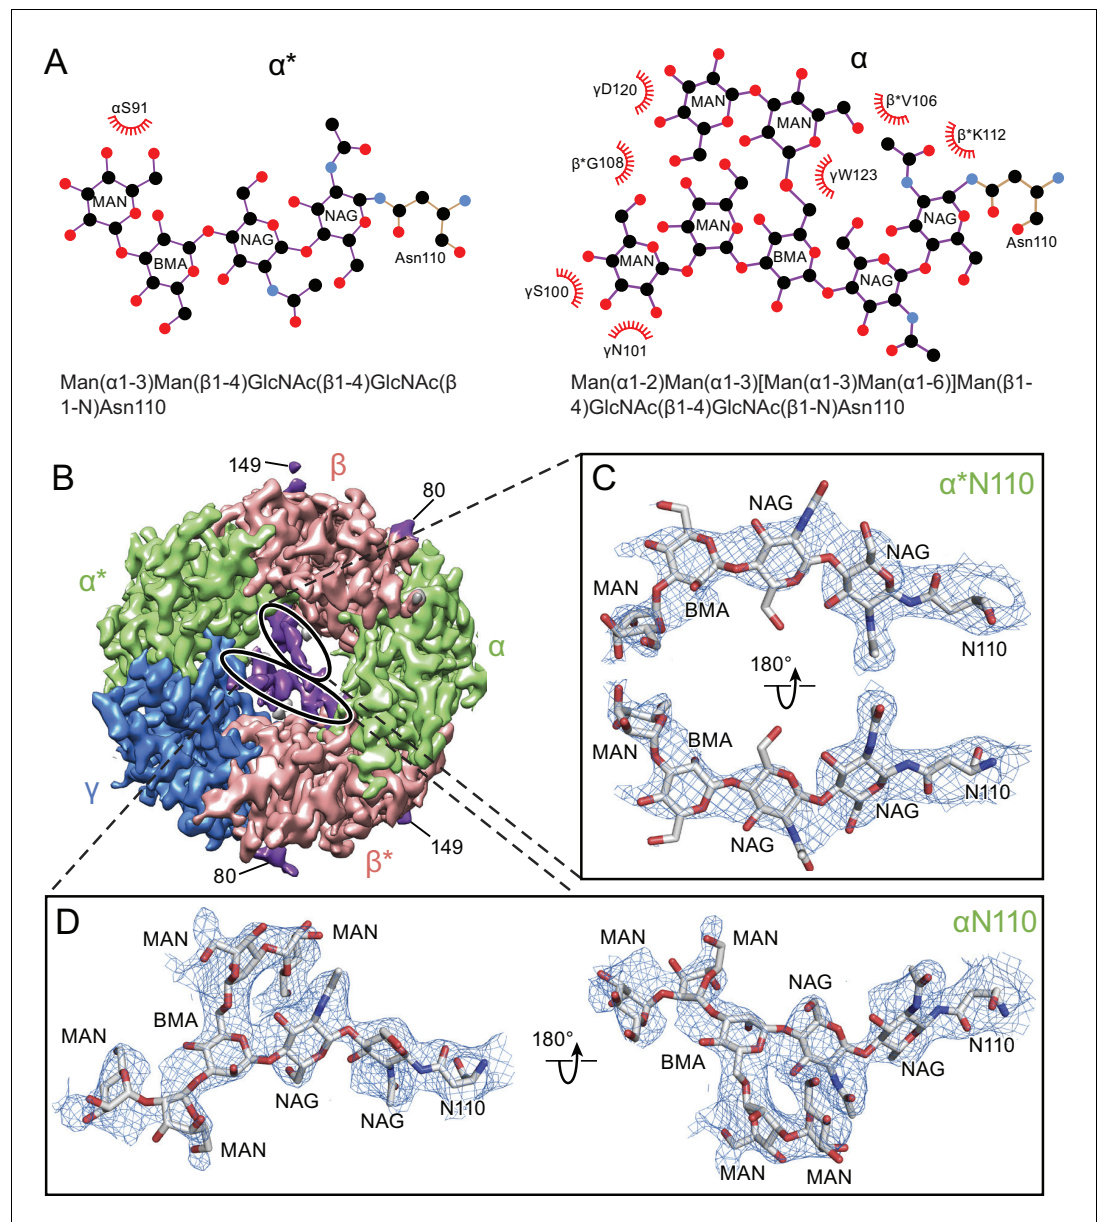 A
α*
αS91
MAN
BMA
NAG
NAG
Asn110
Man(α1-3)Man(β1-4)GlcNAc(β1-4)GlcNAc(β
1-N)Asn110
α
γD120
MAN
MAN
β*V106
β*K112
β*G108
γW123
MAN
NAG
MAN
BMA
NAG
Asn110
γS100
γN101
Man(α1-2)Man(α1-3)[Man(α1-3)Man(α1-6)]Man(β1-
4)GlcNAc(β1-4)GlcNAc(β1-N)Asn110
B
149
β
80
α*
α
γ
β*
149
80
C
α*N110
NAG
NAG
MAN
BMA
N110
180°
MAN
BMA
NAG
NAG
N110
D
αN110
MAN
MAN
BMA
MAN
NAG
NAG
N110
MAN
180°
MAN
MAN
NAG
BMA
NAG
N110
MAN
MAN